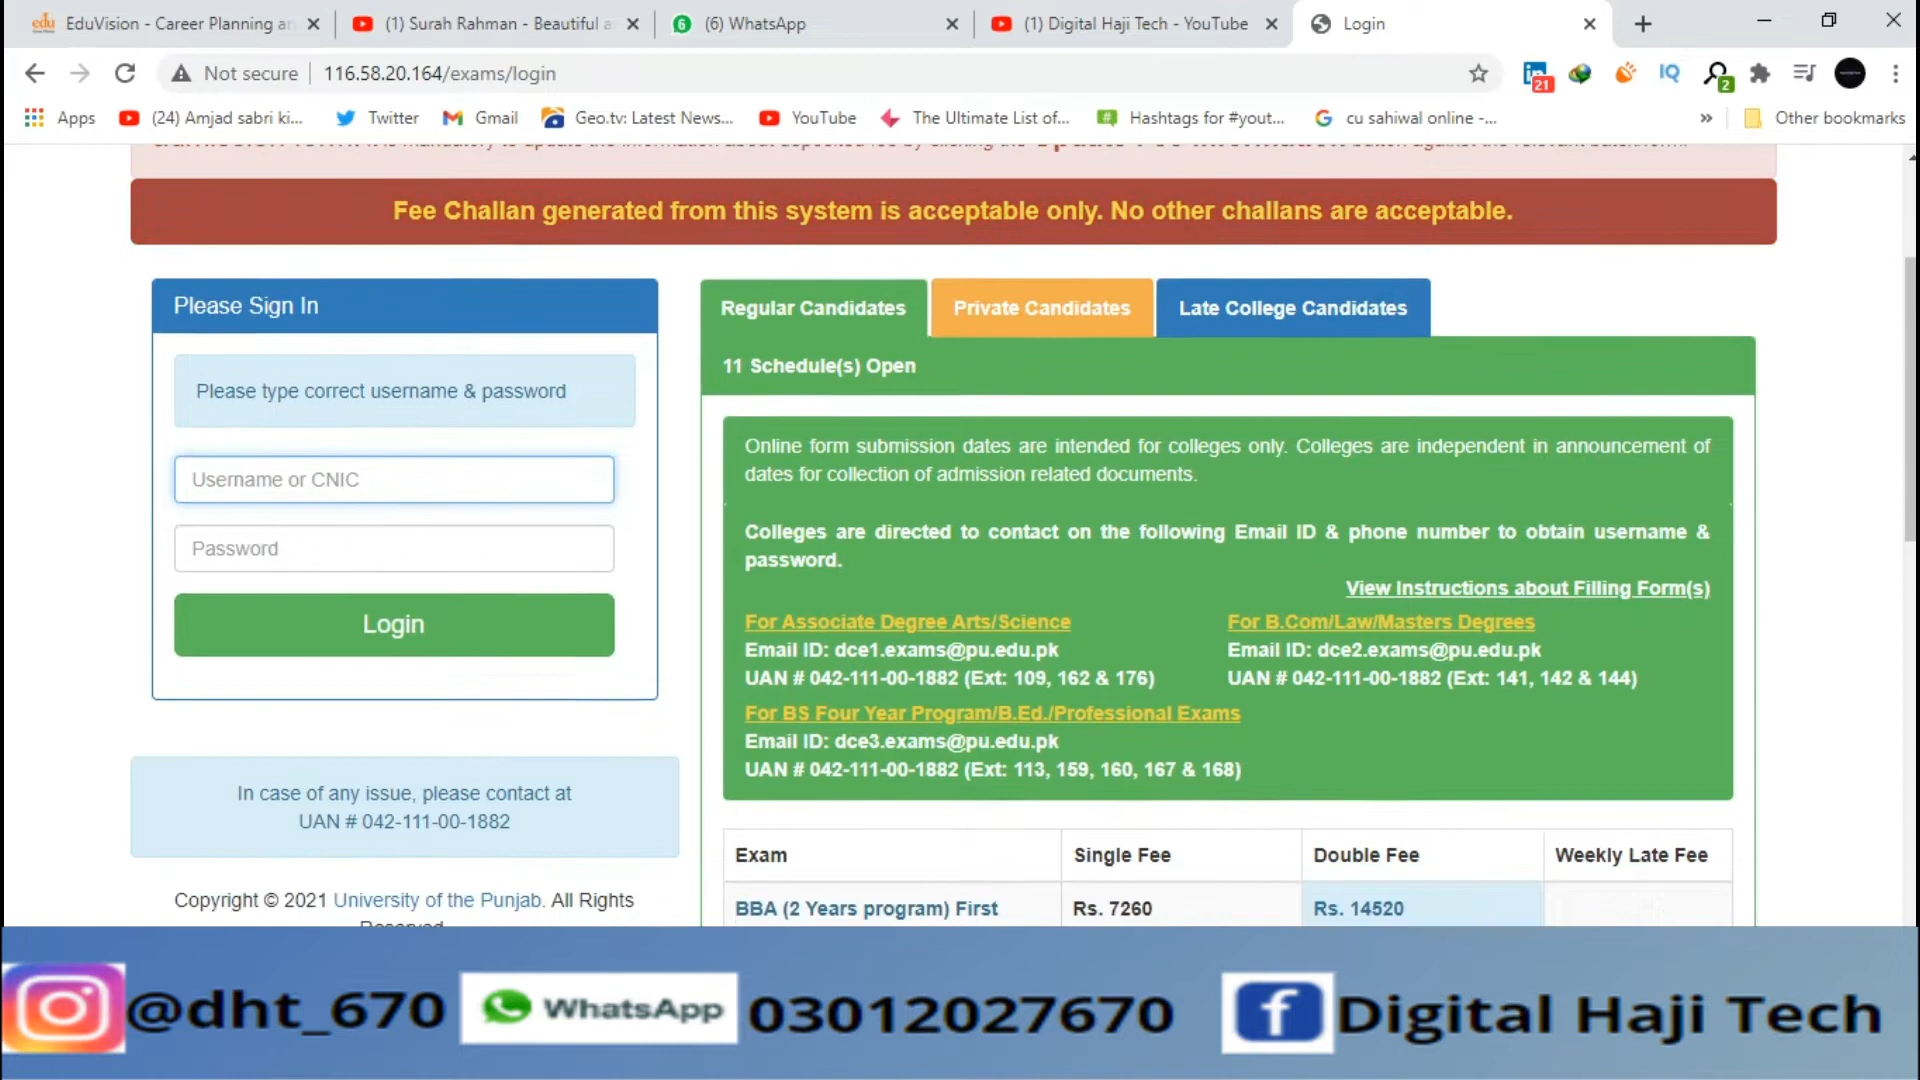 EduVision - Career Planning an
(1) Surah Rahman - Beautiful a
(6) WhatsApp
(1) Digital Haji Tech - YouTube
Login
Not secure
116.58.20.164/exams/login
21
IQ
2
Apps
(24) Amjad sabri ki...
Twitter
Gmail
Geo.tv: Latest News...
YouTube
The Ultimate List of...
Hashtags for #yout...
cu sahiwal online -...
Other bookmarks
Fee Challan generated from this system is acceptable only. No other challans are acceptable.
Please Sign In
Please type correct username & password
Username or CNIC
Password
Login
In case of any issue, please contact at
UAN # 042-111-00-1882
Copyright © 2021 University of the Punjab. All Rights
Reserved
Regular Candidates
Private Candidates
Late College Candidates
11 Schedule(s) Open
Online form submission dates are intended for colleges only. Colleges are independent in announcement of
dates for collection of admission related documents.
Colleges are directed to contact on the following Email ID & phone number to obtain username &
password.
View Instructions about Filling Form(s)
For Associate Degree Arts/Science
Email ID: dce1.exams@pu.edu.pk
UAN # 042-111-00-1882 (Ext: 109, 162 & 176)
For B.Com/Law/Masters Degrees
Email ID: dce2.exams@pu.edu.pk
UAN # 042-111-00-1882 (Ext: 141, 142 & 144)
For BS Four Year Program/B.Ed./Professional Exams
Email ID: dce3.exams@pu.edu.pk
UAN # 042-111-00-1882 (Ext: 113, 159, 160, 167 & 168)
Exam Single Fee Double Fee Weekly Late Fee
BBA (2 Years program) First Rs. 7260 Rs. 14520
@dht_670 WhatsApp 03012027670 Digital Haji Tech